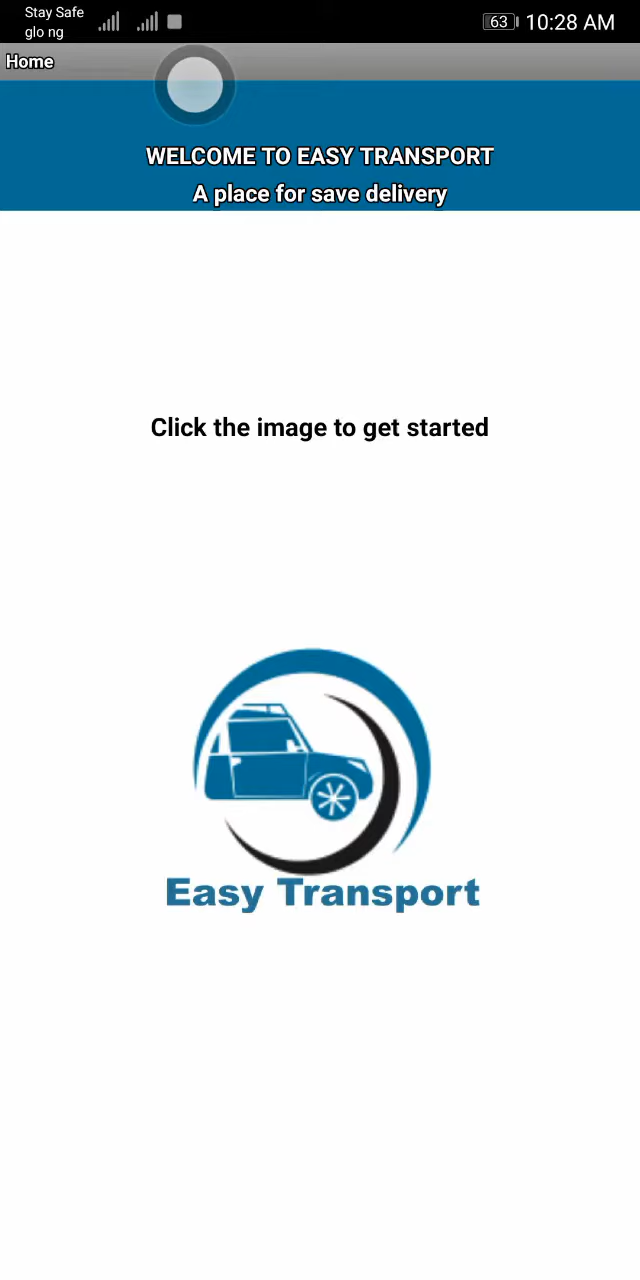 Stay Safe
glo ng
63
10:28 AM
Home
WELCOME TO EASY TRANSPORT
A place for save delivery
Click the image to get started
Easy Transport